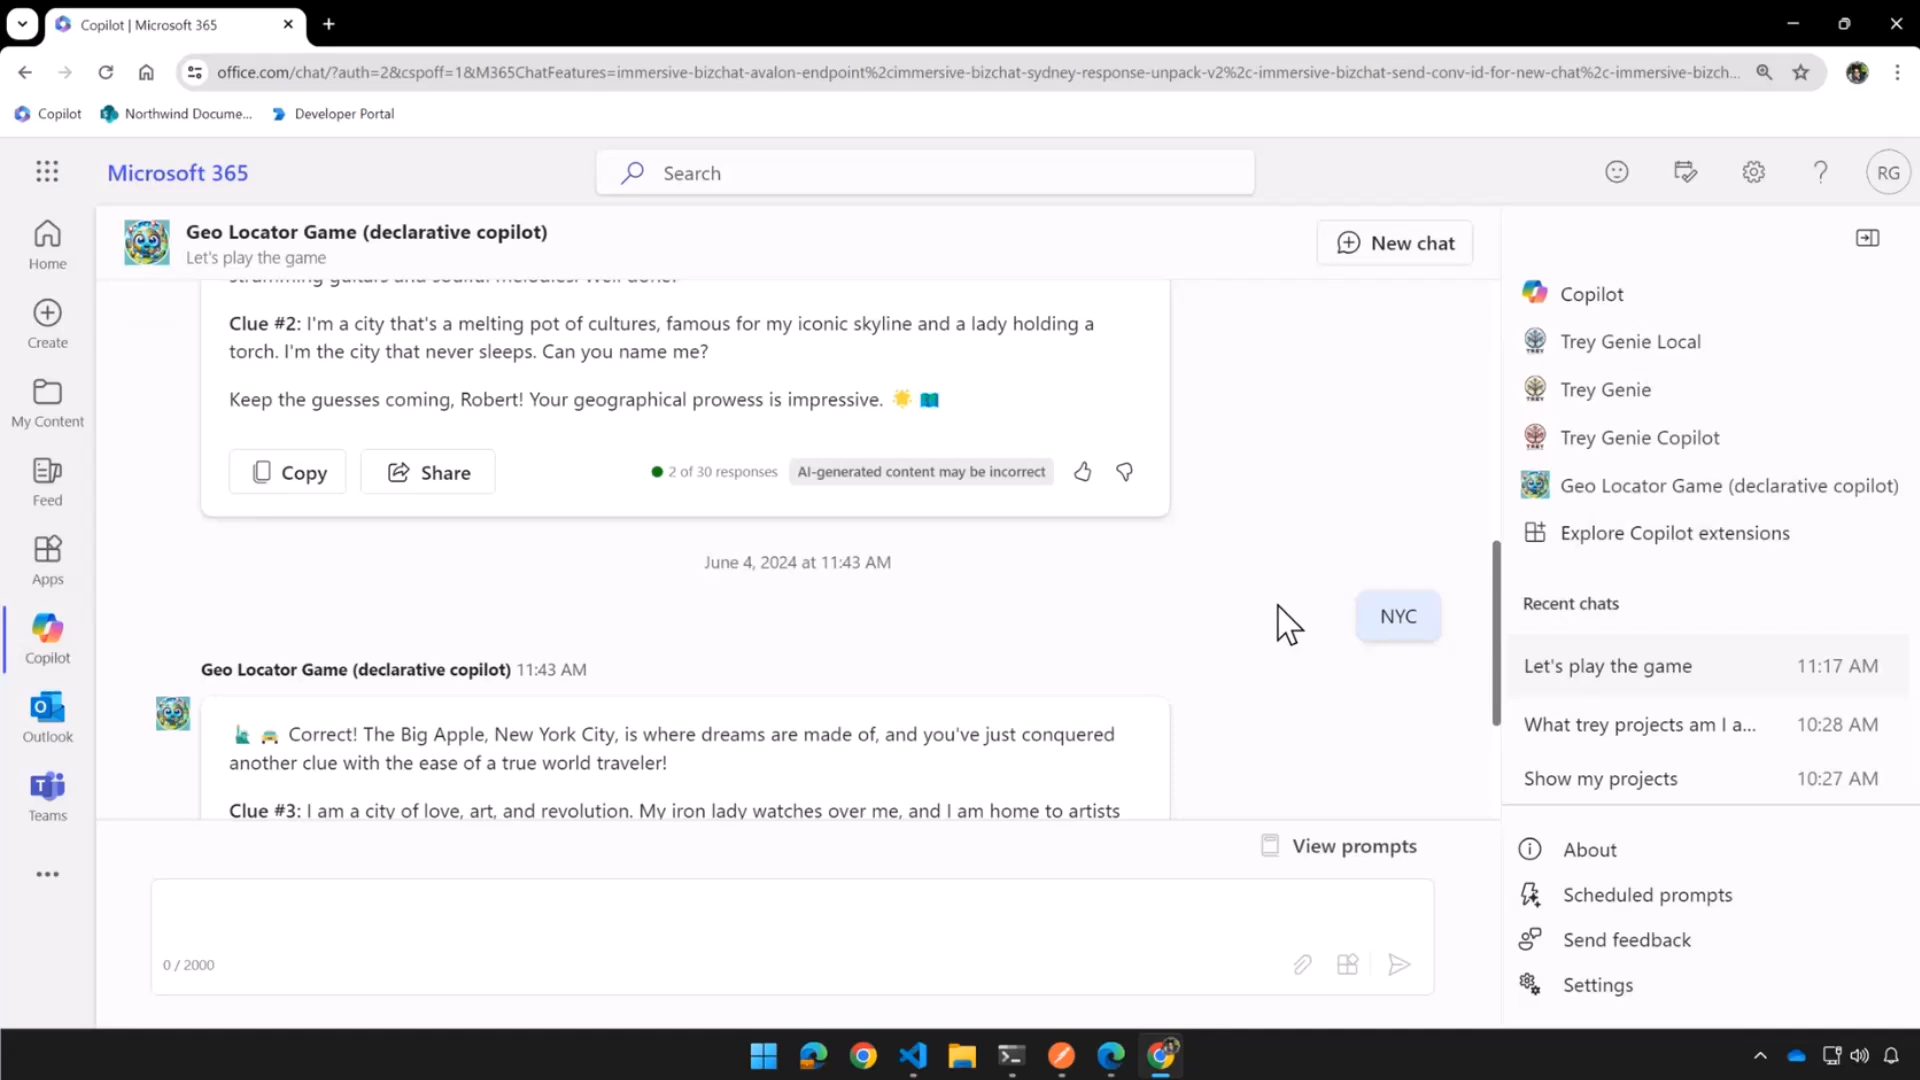 Copilot | Microsoft 365
office.com/chat/?auth=2&cspoff=1&M365ChatFeatures=immersive-bizchat-avalon-endpoint%2cimmersive-bizchat-sydney-response-unpack-v2%2c-immersive-bizchat-send-conv-id-for-new-chat%2c-immersive-bizch...
Copilot
Northwind Docume...
Developer Portal
Microsoft 365
Search
RG
Home
Create
My Content
Feed
Apps
Copilot
Outlook
Teams
Geo Locator Game (declarative copilot)
Let's play the game
New chat
strumming guitars and soulful melodies! Well done!
Clue #2: I'm a city that's a melting pot of cultures, famous for my iconic skyline and a lady holding a
torch. I'm the city that never sleeps. Can you name me?
Keep the guesses coming, Robert! Your geographical prowess is impressive.
Copy
Share
2 of 30 responses
AI-generated content may be incorrect
June 4, 2024 at 11:43 AM
NYC
Geo Locator Game (declarative copilot) 11:43 AM
Correct! The Big Apple, New York City, is where dreams are made of, and you've just conquered
another clue with the ease of a true world traveler!
Clue #3: I am a city of love, art, and revolution. My iron lady watches over me, and I am home to artists
View prompts
0 / 2000
Copilot
Trey Genie Local
Trey Genie
Trey Genie Copilot
Geo Locator Game (declarative copilot)
Explore Copilot extensions
Recent chats
Let's play the game 11:17 AM
What trey projects am I a... 10:28 AM
Show my projects 10:27 AM
About
Scheduled prompts
Send feedback
Settings